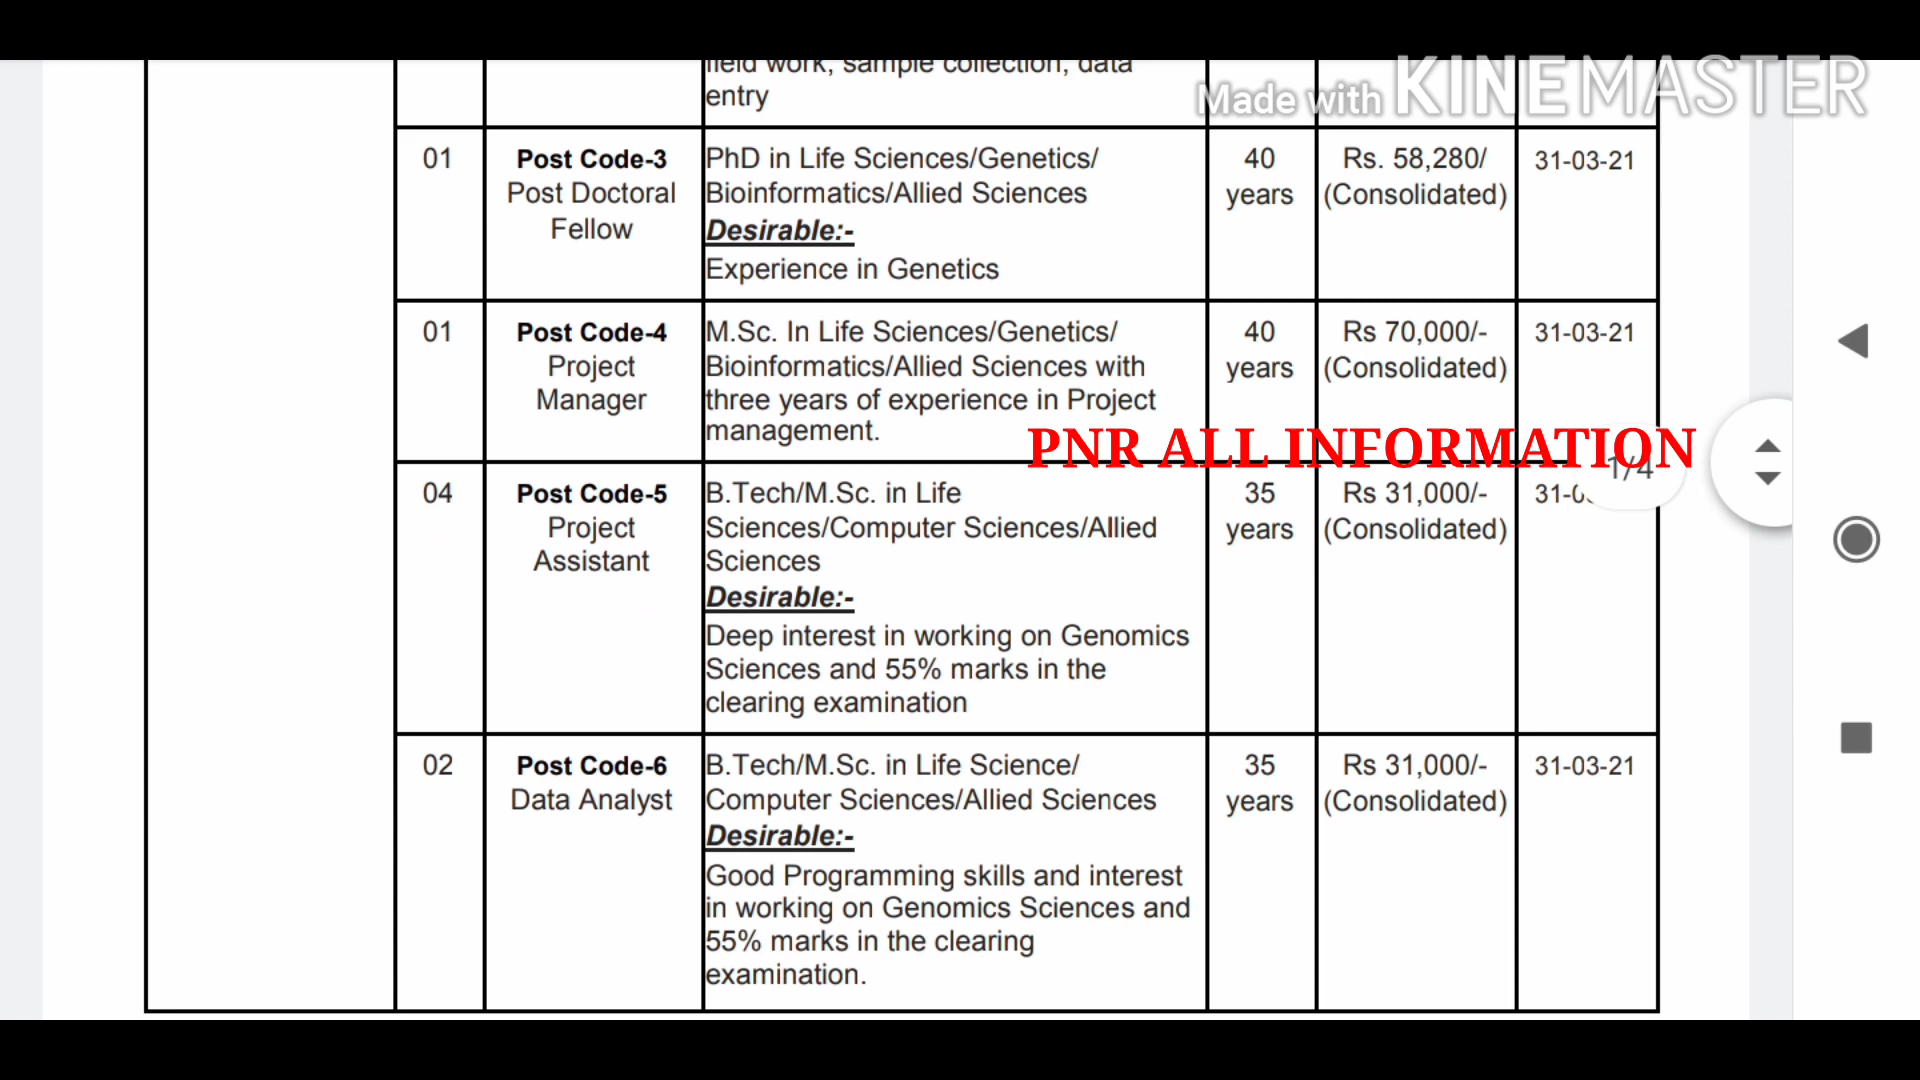 field work, sample collection, data
entry
Made with KINEMASTER
01
Post Code-3
Post Doctoral
Fellow
PhD in Life Sciences/Genetics/
Bioinformatics/Allied Sciences
Desirable:-
Experience in Genetics
40
years
Rs. 58,280/
(Consolidated)
31-03-21
01
Post Code-4
Project
Manager
M.Sc. In Life Sciences/Genetics/
Bioinformatics/Allied Sciences with
three years of experience in Project
management.
40
years
Rs 70,000/-
(Consolidated)
31-03-21
PNR ALL INFORMATION
1/4
04
Post Code-5
Project
Assistant
B.Tech/M.Sc. in Life
Sciences/Computer Sciences/Allied
Sciences
Desirable:-
Deep interest in working on Genomics
Sciences and 55% marks in the
clearing examination
35
years
Rs 31,000/-
(Consolidated)
02
Post Code-6
Data Analyst
B.Tech/M.Sc. in Life Science/
Computer Sciences/Allied Sciences
Desirable:-
Good Programming skills and interest
in working on Genomics Sciences and
55% marks in the clearing
examination.
35
years
Rs 31,000/-
(Consolidated)
31-03-21